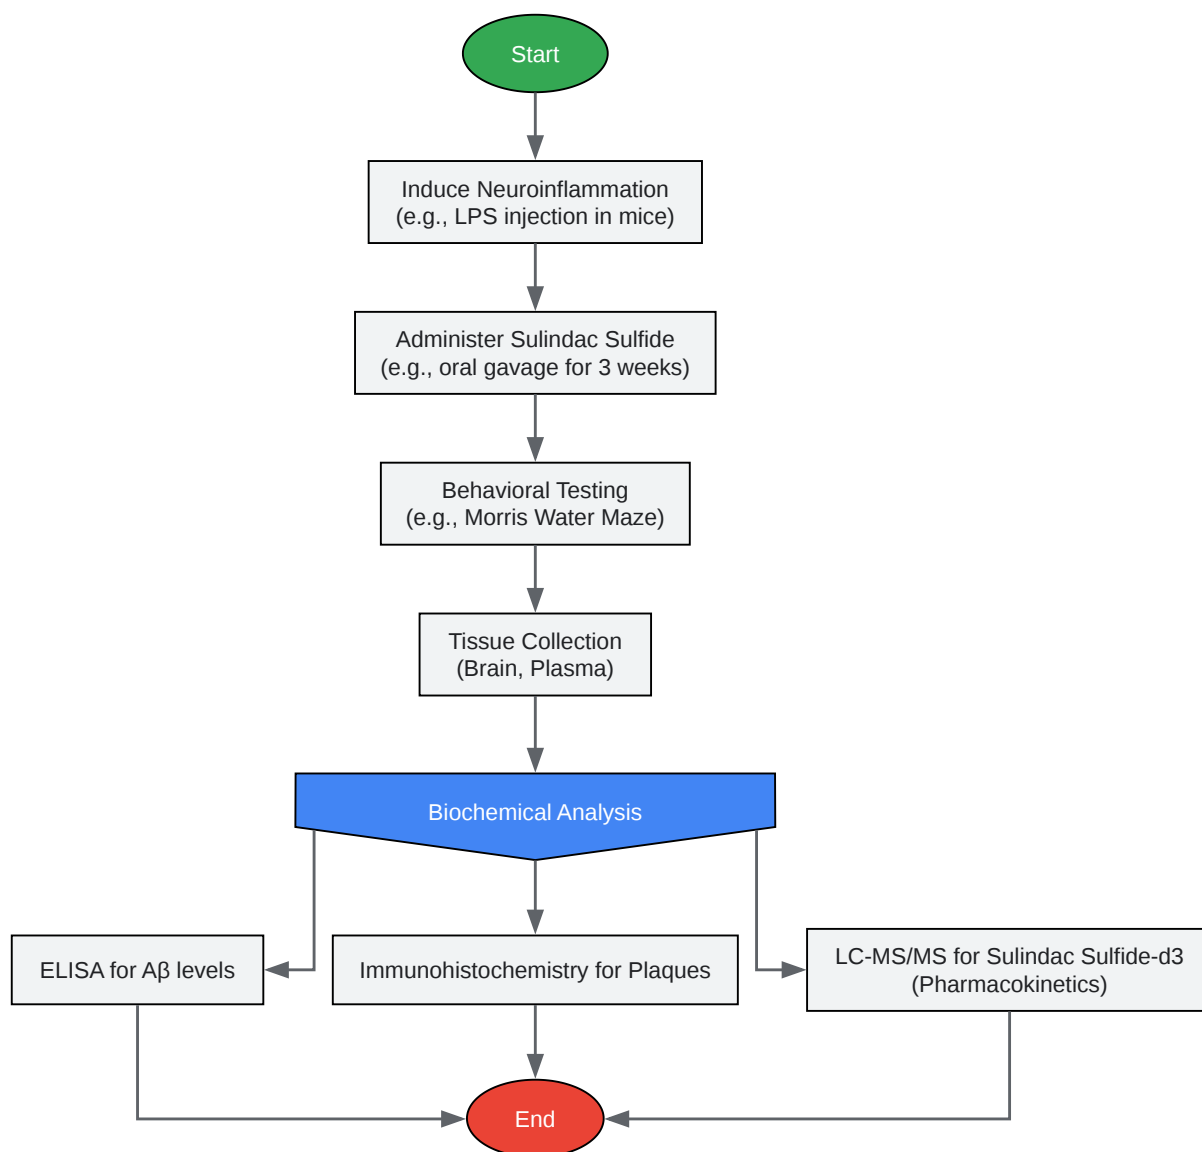 Start
Induce Neuroinflammation
(e.g., LPS injection in mice)
Administer Sulindac Sulfide
(e.g., oral gavage for 3 weeks)
Behavioral Testing
(e.g., Morris Water Maze)
Tissue Collection
(Brain, Plasma)
Biochemical Analysis
ELISA for Aβ levels
Immunohistochemistry for Plaques
LC-MS/MS for Sulindac Sulfide-d3
(Pharmacokinetics)
End